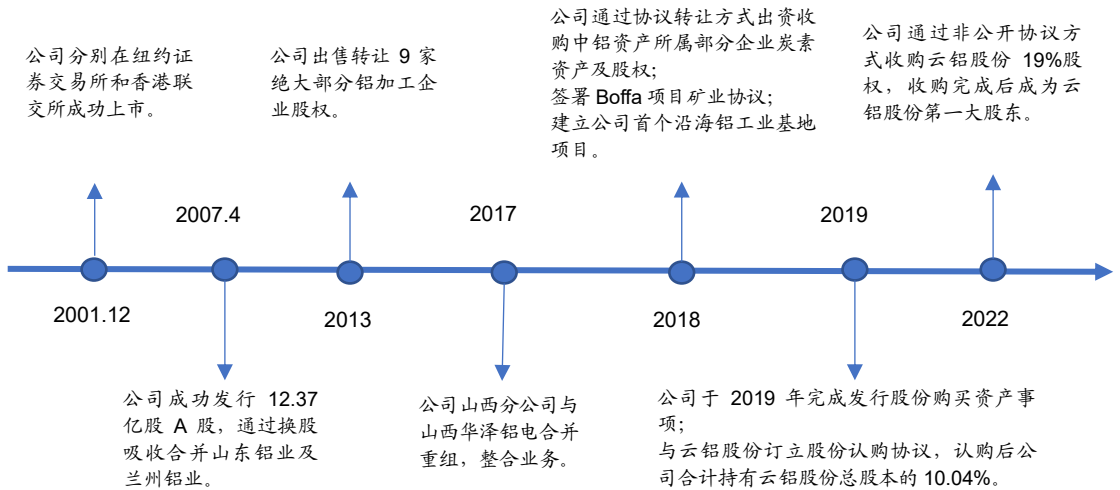 公司分别在纽约证
券交易所和香港联
交所成功上市。
公司出售转让 9 家
绝大部分铝加工企
业股权。
公司通过协议转让方式出资收
购中铝资产所属部分企业炭素
资产及股权;
签署 Boffa 项目矿业协议;
建立公司首个沿海铝工业基地
项目。
公司通过非公开协议方
式收购云铝股份 19%股
权，收购完成后成为云
铝股份第一大股东。
2007.4
2017
2019
2001.12
2013
2018
2022
公司成功发行 12.37
亿股 A 股，通过换股
吸收合并山东铝业及
兰州铝业。
公司山西分公司与
山西华泽铝电合并
重组，整合业务。
公司于 2019 年完成发行股份购买资产事
项;
与云铝股份订立股份认购协议，认购后公
司合计持有云铝股份总股本的 10.04%。